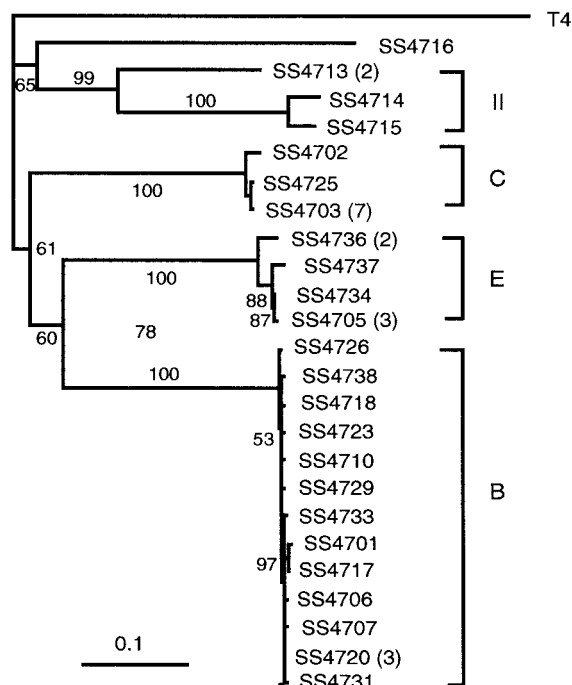 T4
SS4716
65
99
SS4713 (2)
100
SS4714
II
SS4715
SS4702
100
SS4725
C
SS4703 (7)
61
SS4736 (2)
100
SS4737
E
88
SS4734
87
SS4705 (3)
60
78
SS4726
100
SS4738
SS4718
53
SS4723
SS4710
SS4729
B
SS4733
SS4701
97
SS4717
SS4706
SS4707
0.1
SS4720 (3)
SS4731